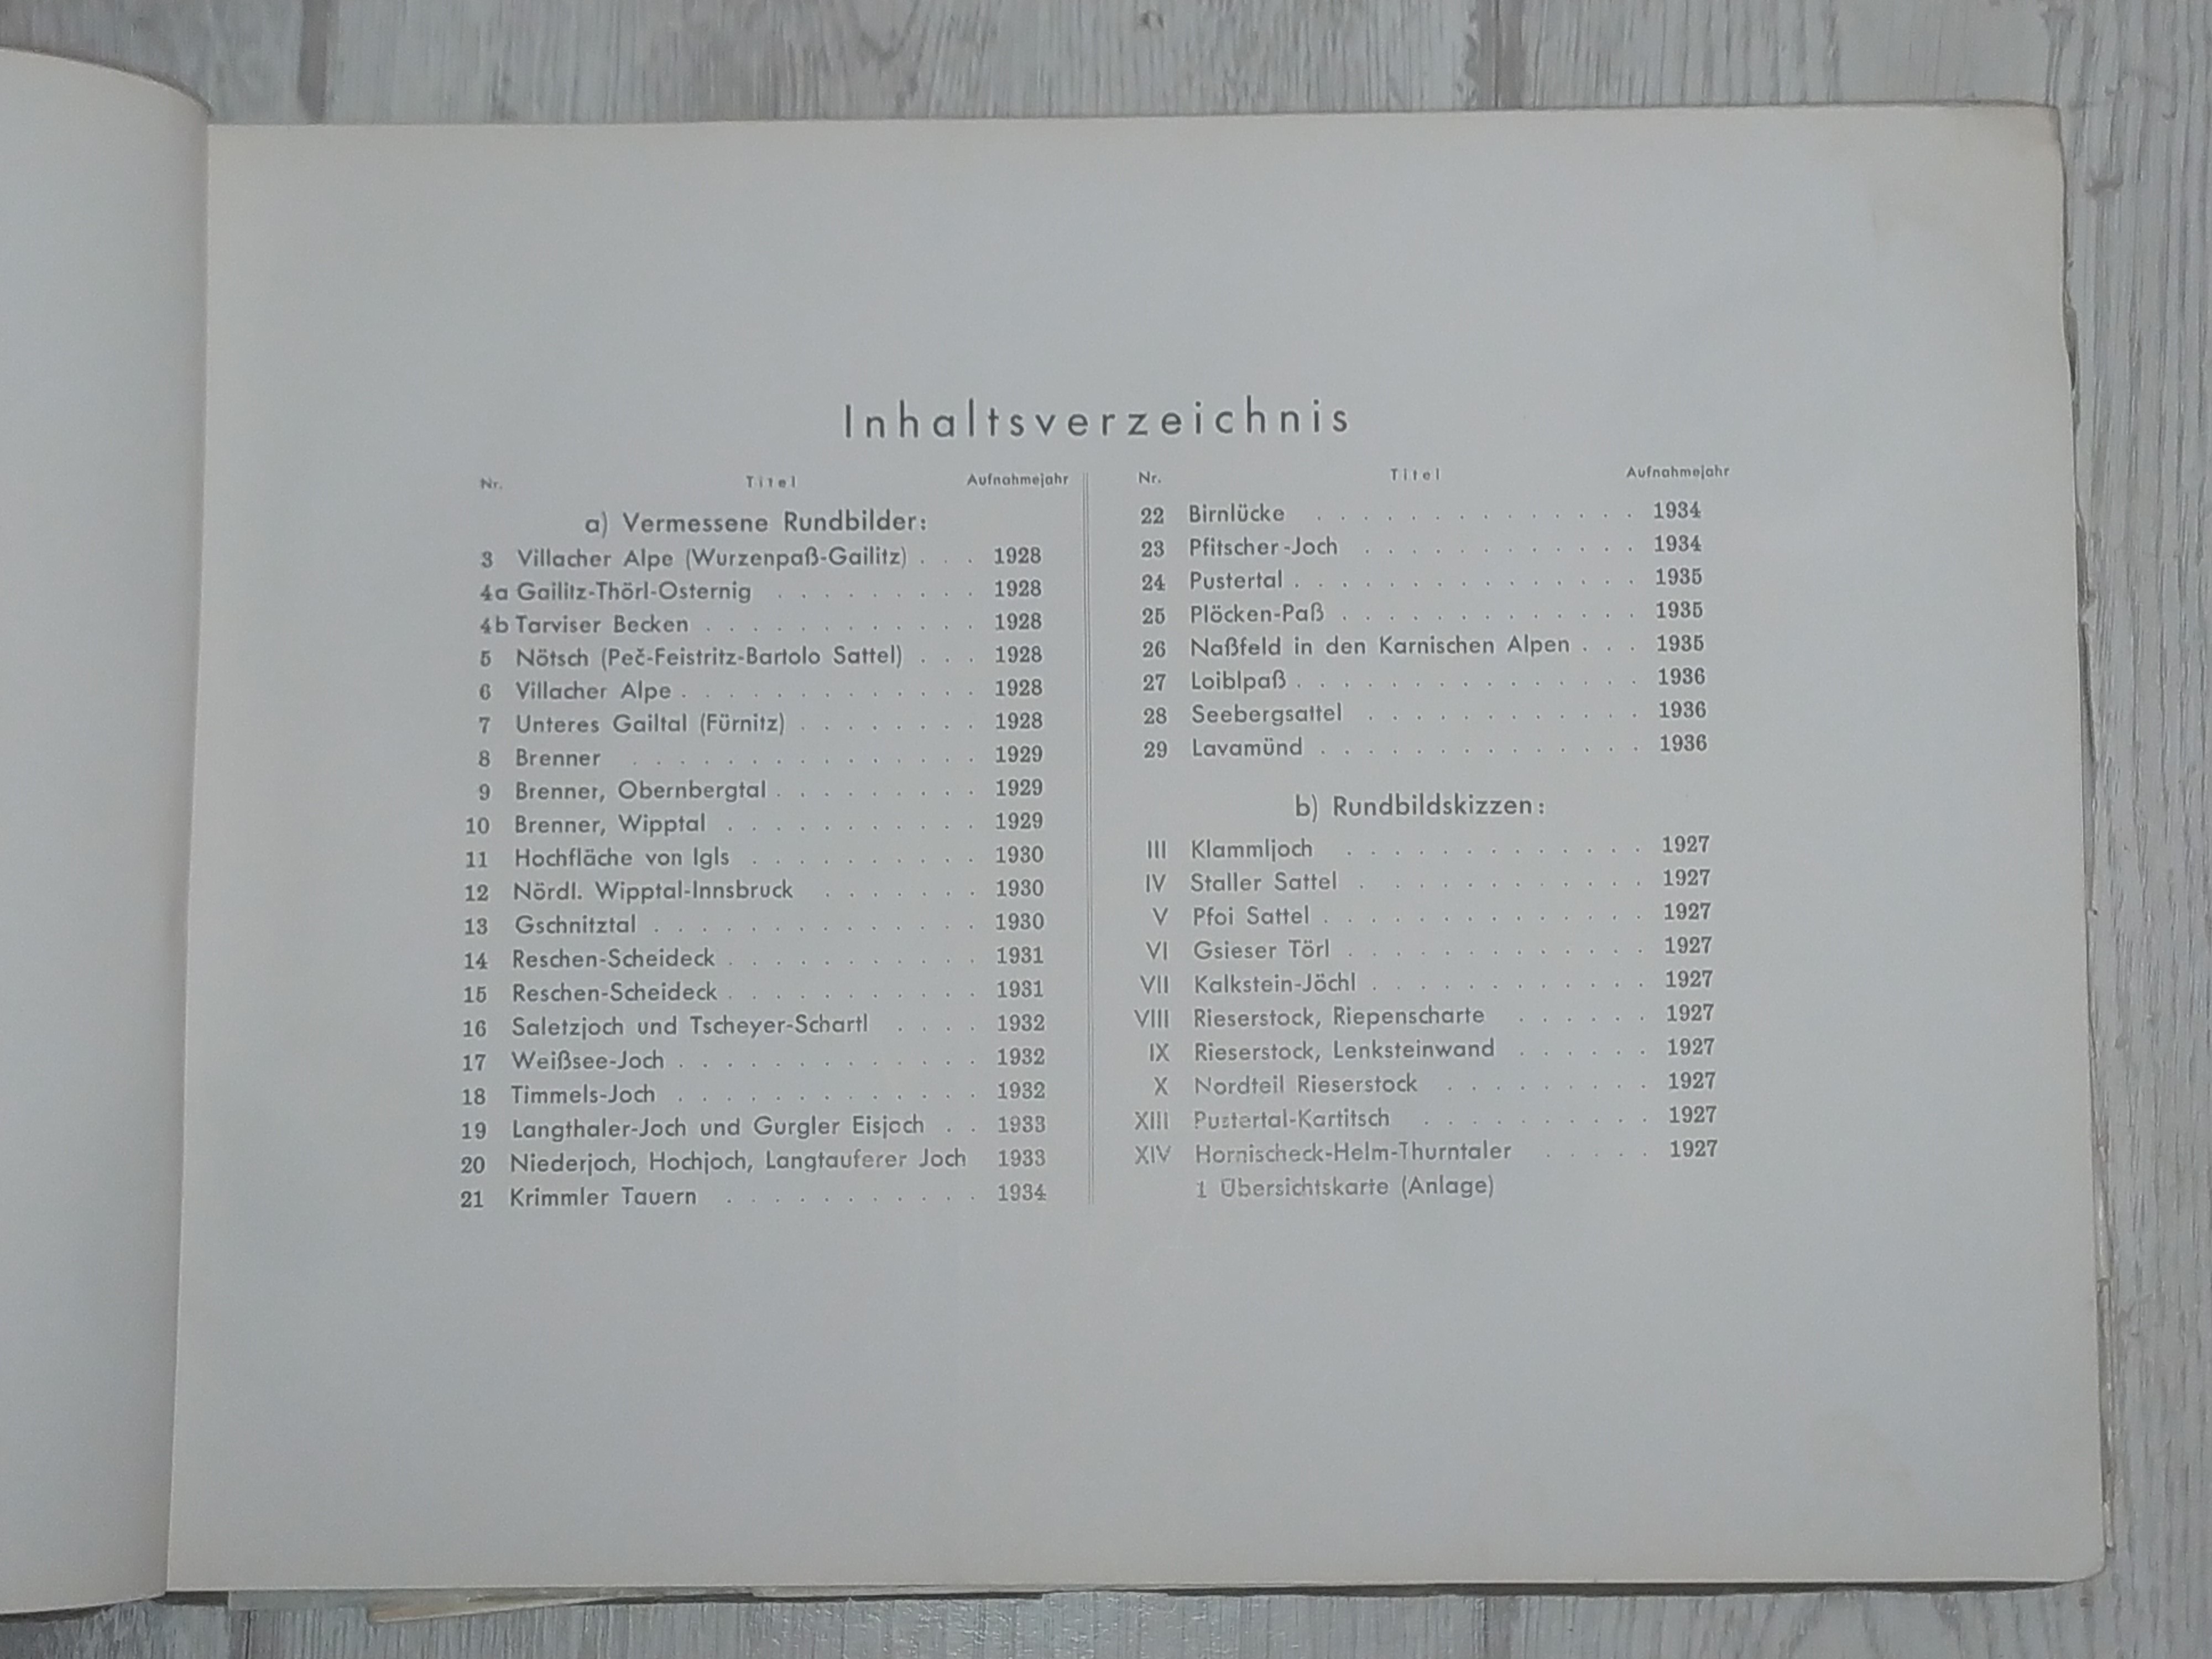 Inhaltsverzeichnis
Nr. Titel Aufnahmejahr
a) Vermessene Rundbilder:
3 Villacher Alpe (Wurzenpaß-Gailitz) . . . 1928
4a Gailitz-Thörl-Osternig . . . . . . . . . 1928
4b Tarviser Becken . . . . . . . . . . . . 1928
5 Nötsch (Peč-Feistritz-Bartolo Sattel) . . . 1928
6 Villacher Alpe . . . . . . . . . . . . . 1928
7 Unteres Gailtal (Fürnitz) . . . . . . . . 1928
8 Brenner . . . . . . . . . . . . . . . 1929
9 Brenner, Obernbergtal . . . . . . . . . 1929
10 Brenner, Wipptal . . . . . . . . . . . 1929
11 Hochfläche von Igls . . . . . . . . . . 1930
12 Nördl. Wipptal-Innsbruck . . . . . . . 1930
13 Gschnitztal . . . . . . . . . . . . . . 1930
14 Reschen-Scheideck . . . . . . . . . . . 1931
15 Reschen-Scheideck . . . . . . . . . . . 1931
16 Saletzjoch und Tscheyer-Schartl . . . . 1932
17 Weißsee-Joch . . . . . . . . . . . . . 1932
18 Timmels-Joch . . . . . . . . . . . . . 1932
19 Langthaler-Joch und Gurgler Eisjoch . . 1933
20 Niederjoch, Hochjoch, Langtauferer Joch 1933
21 Krimmler Tauern . . . . . . . . . . . 1934
Nr. Titel Aufnahmejahr
22 Birnlücke . . . . . . . . . . . . . . 1934
23 Pfitscher-Joch . . . . . . . . . . . . 1934
24 Pustertal . . . . . . . . . . . . . . . 1935
25 Plöcken-Paß . . . . . . . . . . . . . 1935
26 Naßfeld in den Karnischen Alpen . . . 1935
27 Loiblpaß . . . . . . . . . . . . . . . 1936
28 Seebergsattel . . . . . . . . . . . . 1936
29 Lavamünd . . . . . . . . . . . . . . 1936
b) Rundbildskizzen:
III Klammljoch . . . . . . . . . . . . . 1927
IV Staller Sattel . . . . . . . . . . . . 1927
V Pfoi Sattel . . . . . . . . . . . . . . 1927
VI Gsieser Törl . . . . . . . . . . . . . 1927
VII Kalkstein-Jöchl . . . . . . . . . . . . 1927
VIII Rieserstock, Riepenscharte . . . . . . 1927
IX Rieserstock, Lenksteinwand . . . . . . 1927
X Nordteil Rieserstock . . . . . . . . . 1927
XIII Pustertal-Kartitsch . . . . . . . . . . 1927
XIV Hornischeck-Helm-Thurntaler . . . . . 1927
1 Übersichtskarte (Anlage)